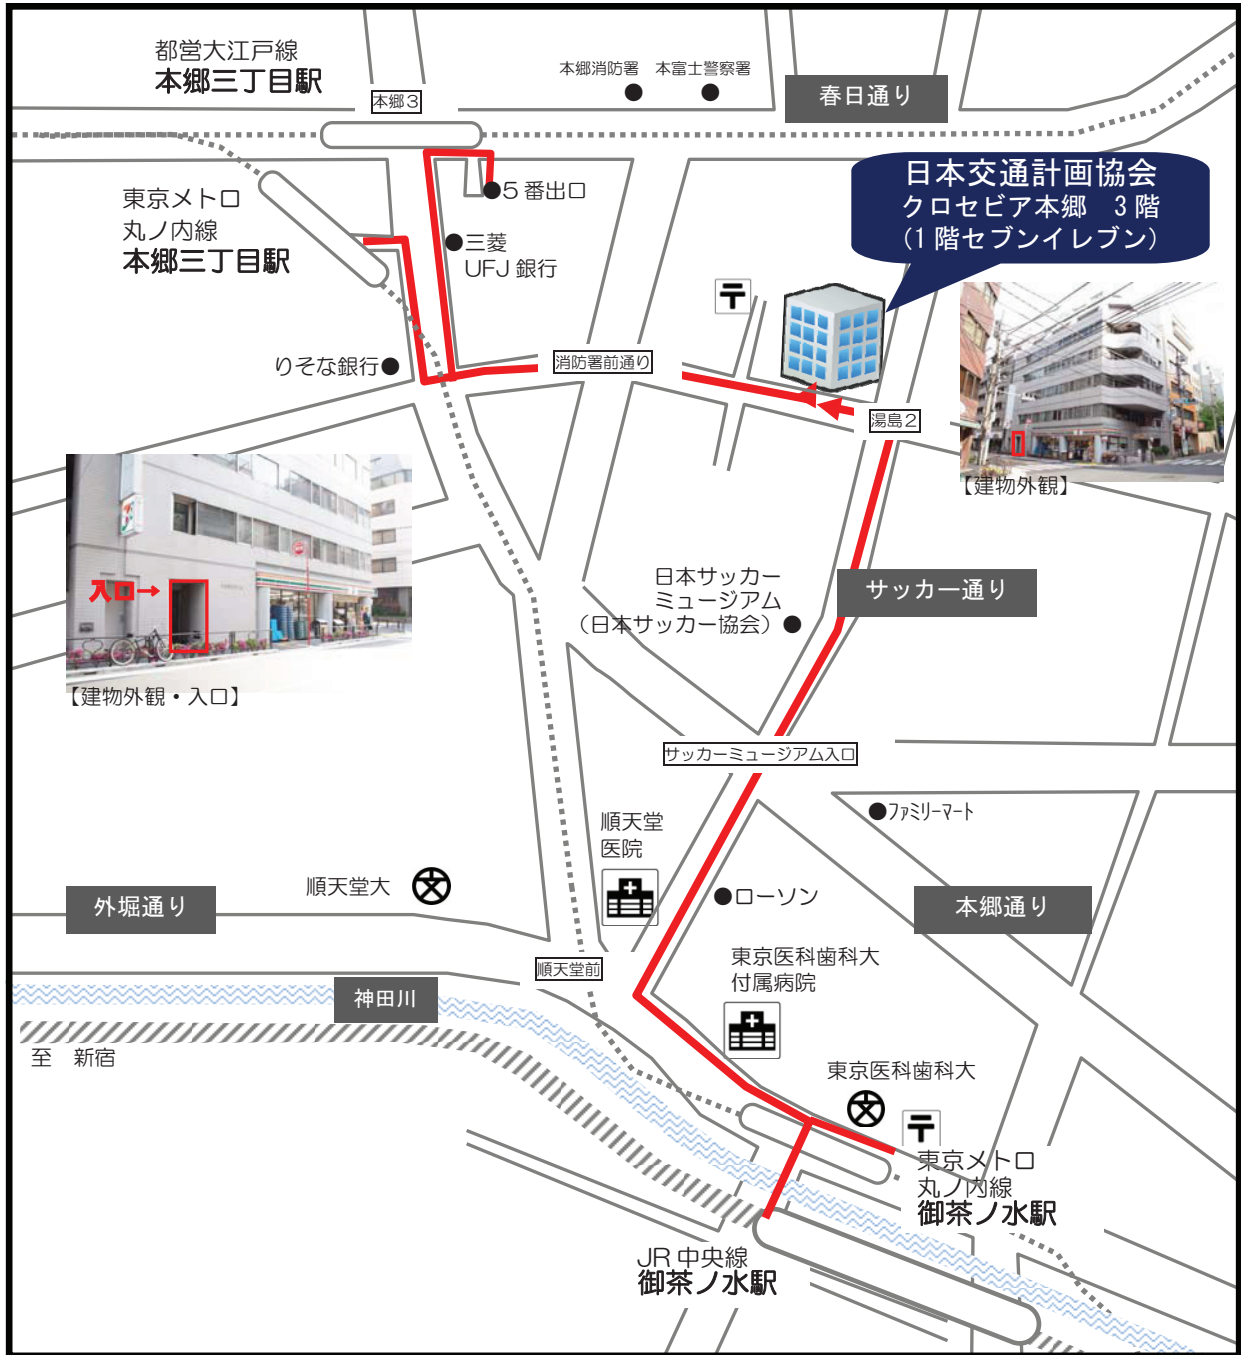 都営大江戸線
本郷三丁目駅
本郷3
本郷消防署
本富士警察署
春日通り
日本交通計画協会
クロセビア本郷 3階
(1階セブンイレブン)
東京メトロ
丸ノ内線
本郷三丁目駅
5番出口
三菱
UFJ銀行
〒
りそな銀行
消防署前通り
湯島2
【建物外観】
入口→
【建物外観・入口】
日本サッカー
ミュージアム
(日本サッカー協会)
サッカー通り
サッカーミュージアム入口
ファミリーマート
順天堂
医院
順天堂大
文
ローソン
外堀通り
本郷通り
東京医科歯科大
付属病院
順天堂前
神田川
至 新宿
東京医科歯科大
文
〒
東京メトロ
丸ノ内線
御茶ノ水駅
JR中央線
御茶ノ水駅